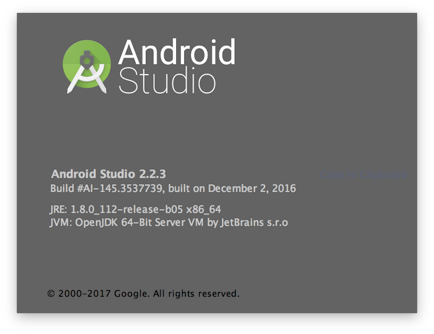 Android
Studio
Android Studio 2.2.3
Build #AI-145.3537739, built on December 2, 2016
JRE: 1.8.0_112-release-b05 x86_64
JVM: OpenJDK 64-Bit Server VM by JetBrains s.r.o
© 2000-2017 Google. All rights reserved.